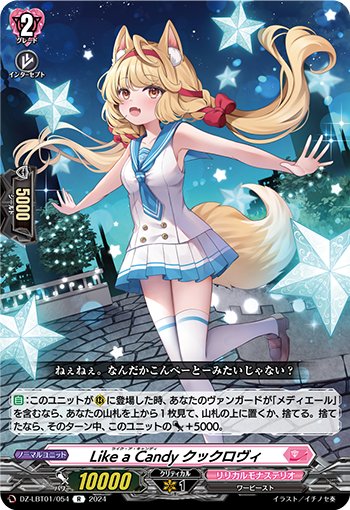 2
グレード
インターセプト
5000
シールド
ねぇねぇ。なんだかこんぺーとーみたいじゃない?
自:このユニットがRに登場した時、あなたのヴァンガードが「メディエール」
を含むなら、あなたの山札を上から1枚見て、山札の上に置くか、捨てる。捨て
たなら、そのターン中、このユニットの+5000。
ノーマルユニット
ライク・ア・キャンディ
Like a Candy クックロヴィ
パワー
10000
クリティカル
1
リリカルモナステリオ
ワービースト
DZ-LBT01/054 R 2024
イラスト/イチノセ奏